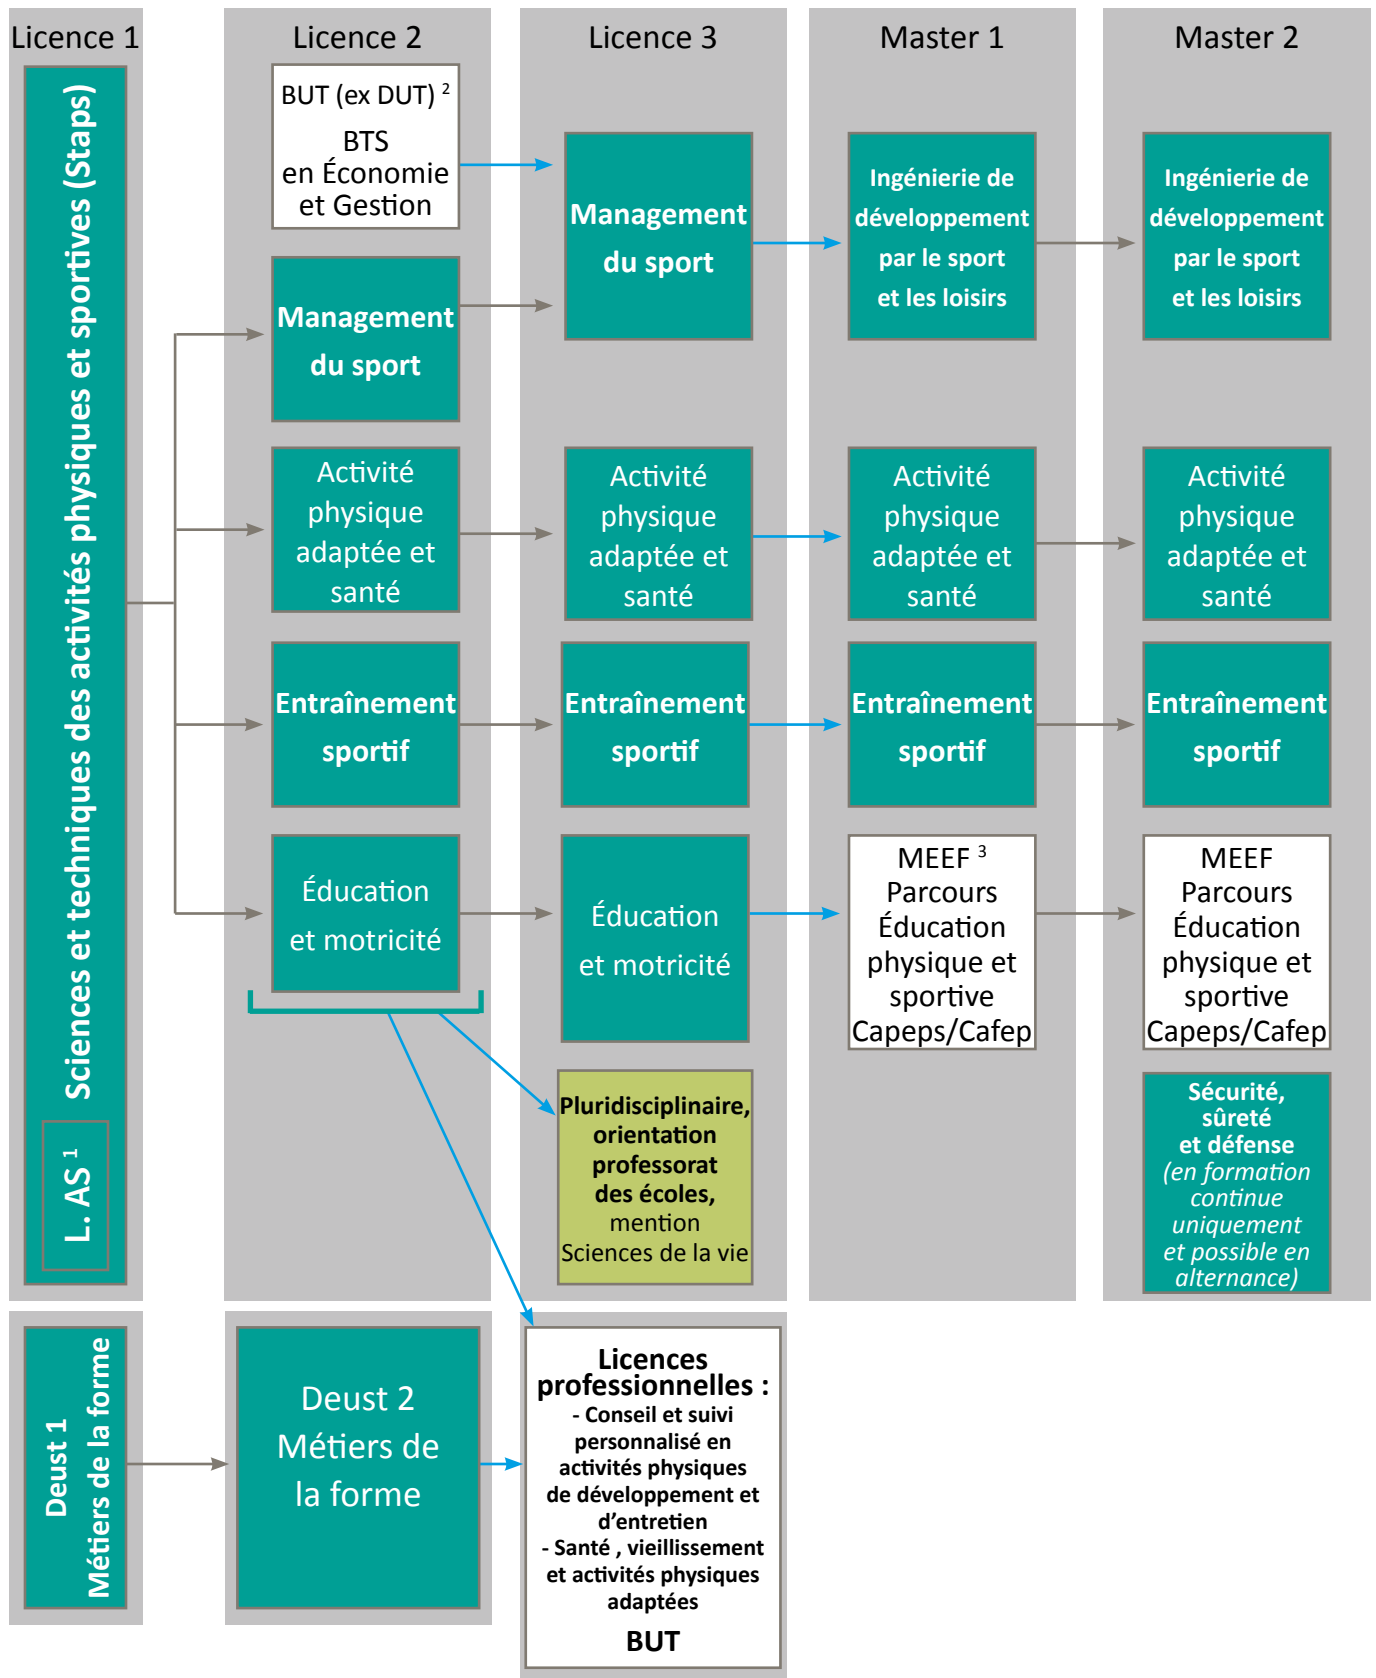 Licence 1
Sciences et techniques des activités physiques et sportives (Staps)
L. AS 1
Licence 2
BUT (ex DUT) 2
BTS
en Économie
et Gestion
Management
du sport
Activité
physique
adaptée et
santé
Entraînement
sportif
Éducation
et motricité
Licence 3
Management
du sport
Activité
physique
adaptée et
santé
Entraînement
sportif
Éducation
et motricité
Pluridisciplinaire,
orientation
professorat
des écoles,
mention
Sciences de la vie
Master 1
Ingénierie de
développement
par le sport
et les loisirs
Activité
physique
adaptée et
santé
Entraînement
sportif
MEEF 3
Parcours
Éducation
physique et
sportive
Capeps/Cafep
Master 2
Ingénierie de
développement
par le sport
et les loisirs
Activité
physique
adaptée et
santé
Entraînement
sportif
MEEF
Parcours
Éducation
physique et
sportive
Capeps/Cafep
Sécurité,
sûreté
et défense
(en formation
continue
uniquement
et possible en
alternance)
Deust 1
Métiers de la forme
Deust 2
Métiers de
la forme
Licences
professionnelles :
- Conseil et suivi
personnalisé en
activités physiques
de développement et
d’entretien
- Santé , vieillissement
et activités physiques
adaptées
BUT